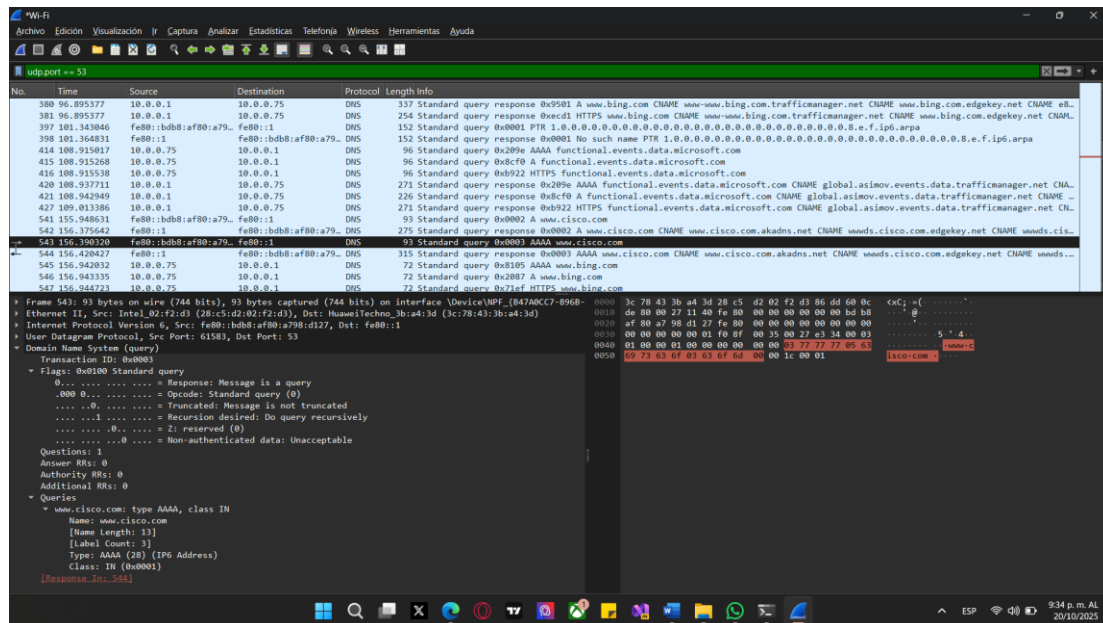 *Wi-Fi
Archivo Edición Visualización Ir Captura Analizar Estadísticas Telefonía Wireless Herramientas Ayuda
udp.port == 53
No. Time Source Destination Protocol Length Info
380 96.895377 10.0.0.1 10.0.0.75 DNS 337 Standard query response 0x9501 A www.bing.com CNAME www-www.bing.com.trafficmanager.net CNAME www.bing.com.edgekey.net CNAME e8…
381 96.895377 10.0.0.1 10.0.0.75 DNS 254 Standard query response 0xecd1 HTTPS www.bing.com CNAME www-www.bing.com.trafficmanager.net CNAME www.bing.com.edgekey.net CNAM…
397 101.343046 fe80::bdb8:af80:a79… fe80::1 DNS 152 Standard query 0x0001 PTR 1.0.0.0.0.0.0.0.0.0.0.0.0.0.0.0.0.0.0.0.0.0.0.0.0.0.0.0.0.8.e.f.ip6.arpa
398 101.364831 fe80::1 fe80::bdb8:af80:a79… DNS 152 Standard query response 0x0001 No such name PTR 1.0.0.0.0.0.0.0.0.0.0.0.0.0.0.0.0.0.0.0.0.0.0.0.0.0.0.0.0.8.e.f.ip6.arpa
414 108.915017 10.0.0.75 10.0.0.1 DNS 96 Standard query 0x209e AAAA functional.events.data.microsoft.com
415 108.915268 10.0.0.75 10.0.0.1 DNS 96 Standard query 0x8cf0 A functional.events.data.microsoft.com
416 108.915538 10.0.0.75 10.0.0.1 DNS 96 Standard query 0xb922 HTTPS functional.events.data.microsoft.com
420 108.937711 10.0.0.1 10.0.0.75 DNS 271 Standard query response 0x209e AAAA functional.events.data.microsoft.com CNAME global.asimov.events.data.trafficmanager.net CNA…
421 108.942949 10.0.0.1 10.0.0.75 DNS 226 Standard query response 0x8cf0 A functional.events.data.microsoft.com CNAME global.asimov.events.data.trafficmanager.net CNAME …
427 109.013386 10.0.0.1 10.0.0.75 DNS 271 Standard query response 0xb922 HTTPS functional.events.data.microsoft.com CNAME global.asimov.events.data.trafficmanager.net CN…
541 155.948631 fe80::bdb8:af80:a79… fe80::1 DNS 93 Standard query 0x0002 A www.cisco.com
542 156.375642 fe80::1 fe80::bdb8:af80:a79… DNS 275 Standard query response 0x0002 A www.cisco.com CNAME www.cisco.com.akadns.net CNAME wwwds.cisco.com.edgekey.net CNAME wwwds.cis…
543 156.390320 fe80::bdb8:af80:a79… fe80::1 DNS 93 Standard query 0x0003 AAAA www.cisco.com
544 156.420427 fe80::1 fe80::bdb8:af80:a79… DNS 315 Standard query response 0x0003 AAAA www.cisco.com CNAME www.cisco.com.akadns.net CNAME wwwds.cisco.com.edgekey.net CNAME wwwds.…
545 156.942032 10.0.0.75 10.0.0.1 DNS 72 Standard query 0x8105 AAAA www.bing.com
546 156.943335 10.0.0.75 10.0.0.1 DNS 72 Standard query 0x2087 A www.bing.com
547 156.944723 10.0.0.75 10.0.0.1 DNS 72 Standard query 0x71ef HTTPS www.bing.com
Frame 543: 93 bytes on wire (744 bits), 93 bytes captured (744 bits) on interface \Device\NPF_{B47A0CC7-896B-
Ethernet II, Src: Intel_02:f2:d3 (28:c5:d2:02:f2:d3), Dst: HuaweiTechno_3b:a4:3d (3c:78:43:3b:a4:3d)
Internet Protocol Version 6, Src: fe80::bdb8:af80:a798:d127, Dst: fe80::1
User Datagram Protocol, Src Port: 61583, Dst Port: 53
Domain Name System (query)
Transaction ID: 0x0003
Flags: 0x0100 Standard query
0... .... .... .... = Response: Message is a query
.000 0... .... .... = Opcode: Standard query (0)
.... ..0. .... .... = Truncated: Message is not truncated
.... ...1 .... .... = Recursion desired: Do query recursively
.... .... .0.. .... = Z: reserved (0)
.... .... ...0 .... = Non-authenticated data: Unacceptable
Questions: 1
Answer RRs: 0
Authority RRs: 0
Additional RRs: 0
Queries
www.cisco.com: type AAAA, class IN
Name: www.cisco.com
[Name Length: 13]
[Label Count: 3]
Type: AAAA (28) (IP6 Address)
Class: IN (0x0001)
[Response In: 544]
0000 3c 78 43 3b a4 3d 28 c5 d2 02 f2 d3 86 dd 60 0c <xC;·=(· ······`·
0010 de 80 00 27 11 40 fe 80 00 00 00 00 00 00 bd b8 ···'·@·· ········
0020 af 80 a7 98 d1 27 fe 80 00 00 00 00 00 00 00 00 ·····'·· ········
0030 00 00 00 00 00 01 f0 8f 00 35 00 27 e3 34 00 03 ········ ·5·'·4··
0040 01 00 00 01 00 00 00 00 00 00 03 77 77 77 05 63 ········ ···www·c
0050 69 73 63 6f 03 63 6f 6d 00 00 1c 00 01 isco·com ·····
ESP
9:34 p. m. AL
20/10/2025